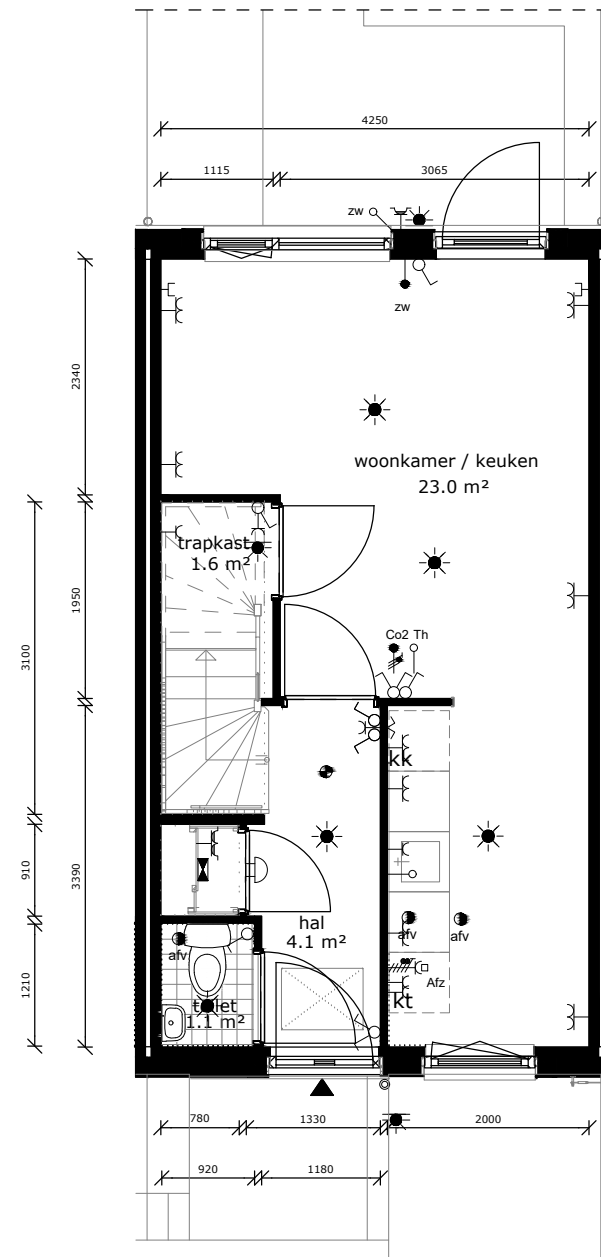 4250
1115
3065
zw
zw
2340
woonkamer / keuken
23.0 m²
trapkast
1.6 m²
1950
3100
Co2 Th
kk
3390
910
hal
4.1 m²
afv
afv
afv
1210
Afz
kt
toilet
1.1 m²
780
1330
2000
920
1180